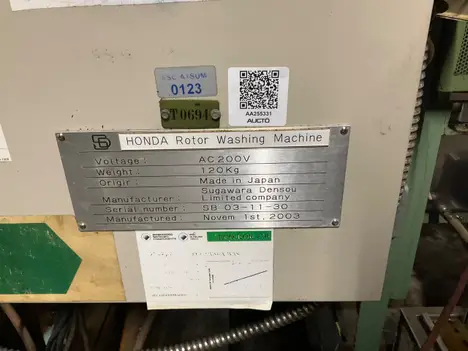 0123
T0694
AA255331
AUCTO
HONDA Rotor Washing Machine
Voltage: AC200V
Weight: 120Kg
Origin: Made in Japan
Manufacturer: Sugawara Densou
Limited company
Serial number: SB-03-11-30
Manufactured: Novem. 1st, 2003